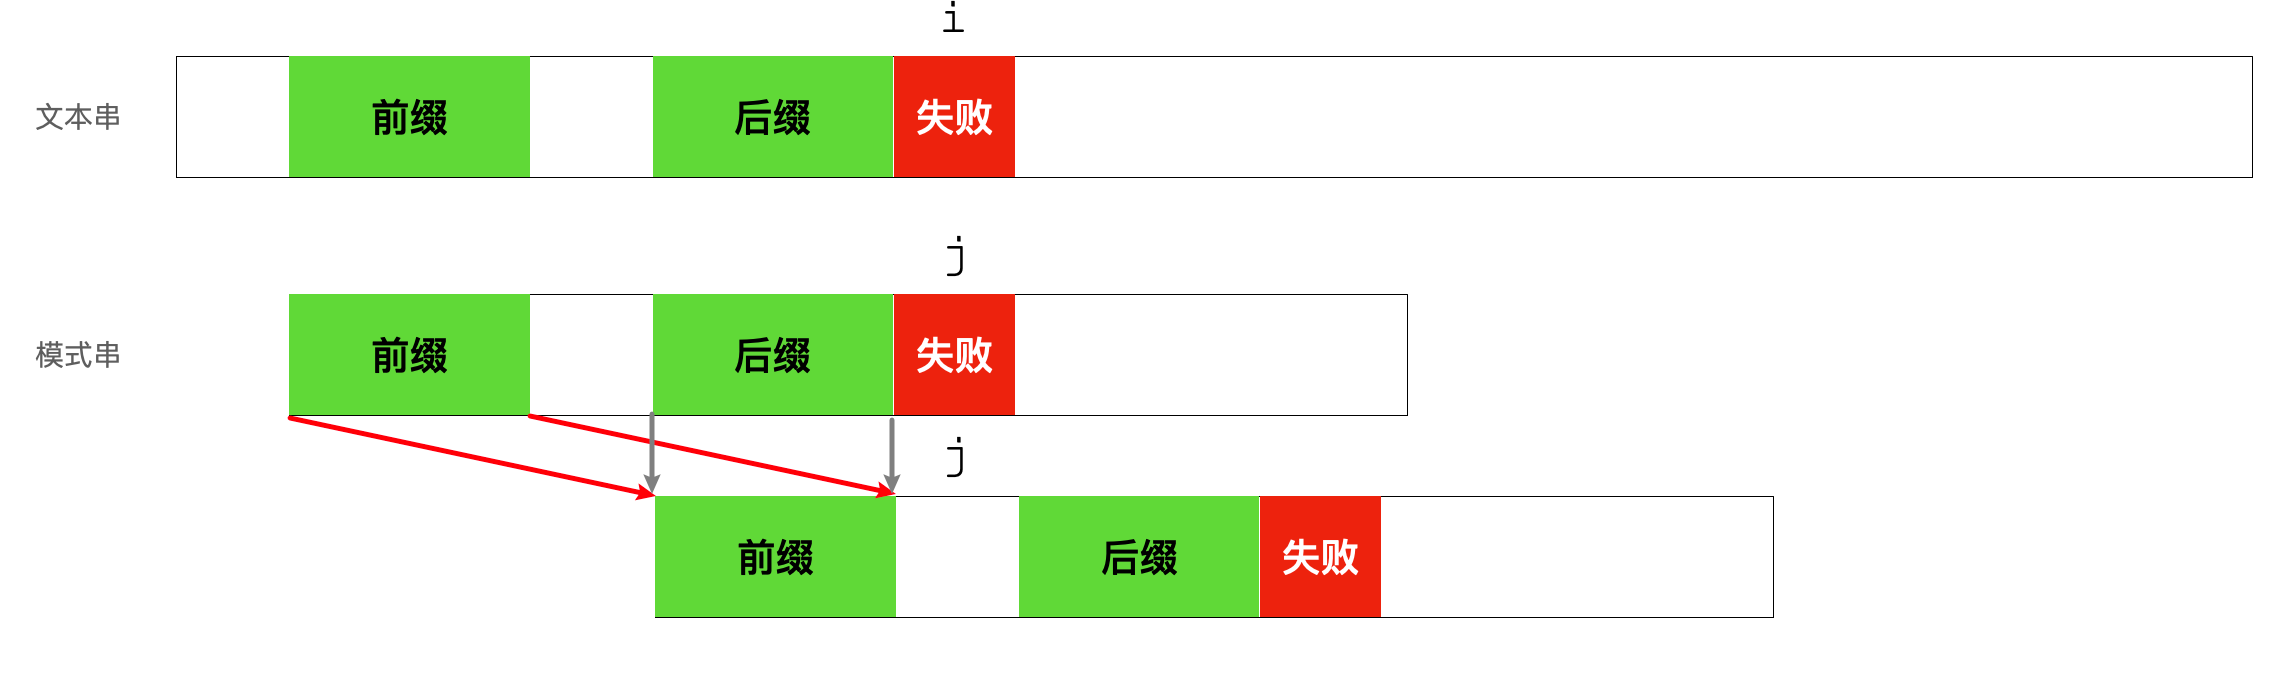 i
文本串 前缀 后缀 失败
j
模式串 前缀 后缀 失败
j
前缀 后缀 失败